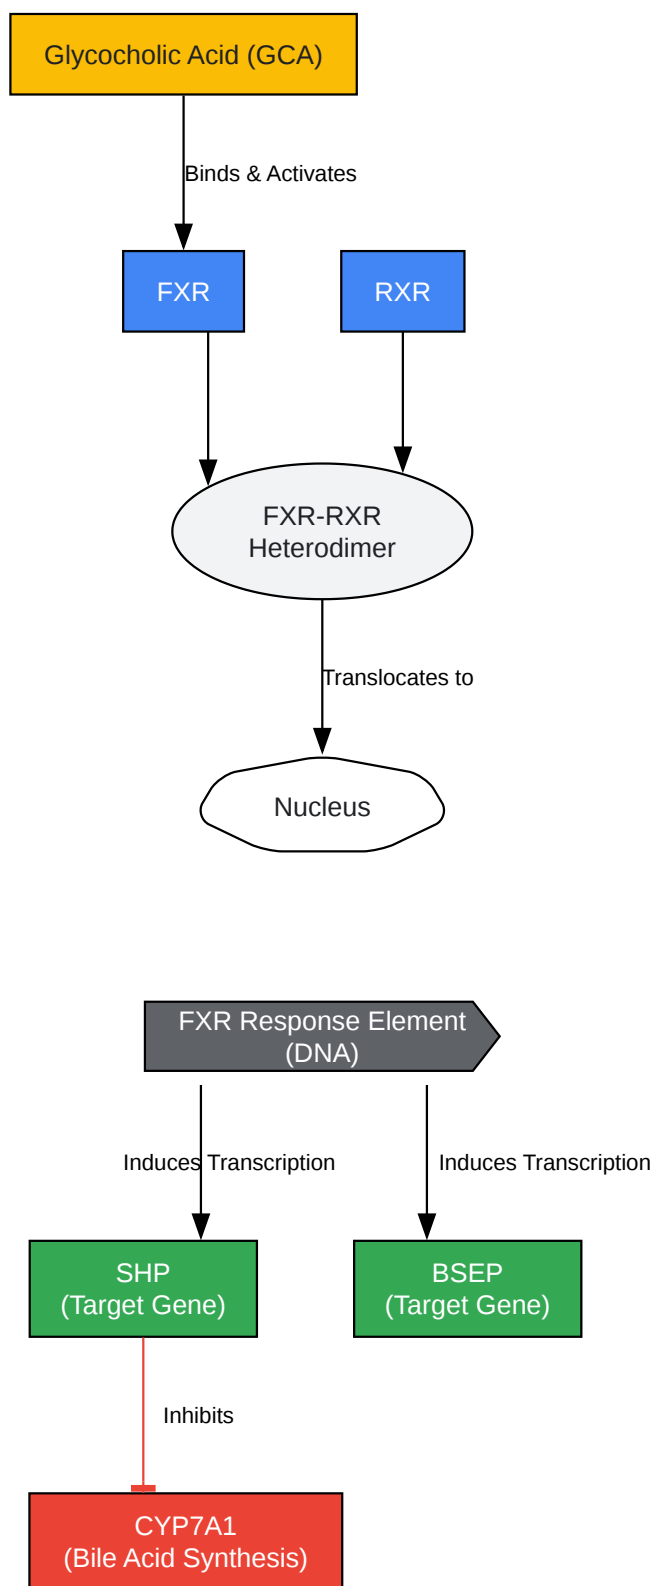 Glycocholic Acid (GCA)
Binds & Activates
FXR
RXR
FXR-RXR
Heterodimer
Translocates to
Nucleus
FXR Response Element
(DNA)
Induces Transcription
Induces Transcription
SHP
(Target Gene)
BSEP
(Target Gene)
Inhibits
CYP7A1
(Bile Acid Synthesis)